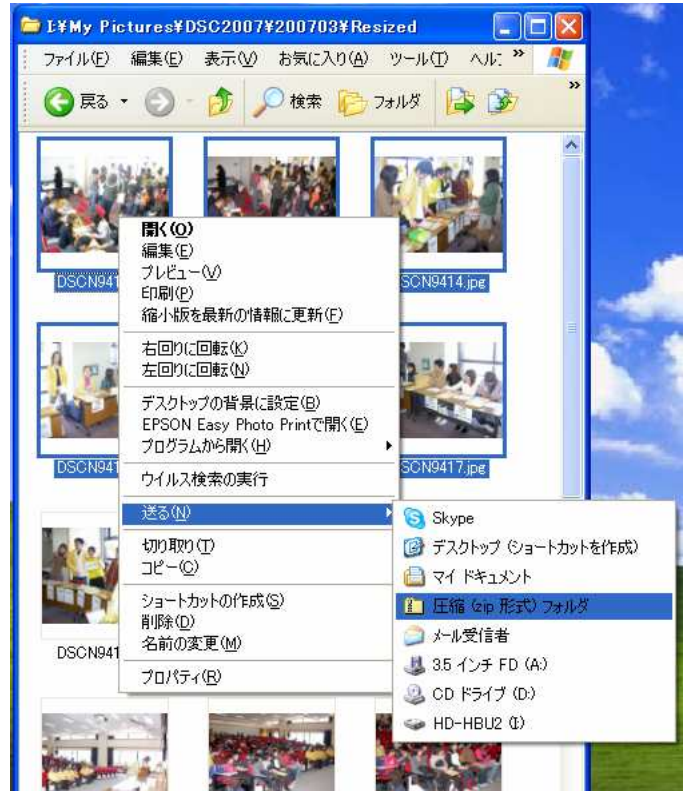 I:¥My Pictures¥DSC2007¥200703¥Resized
ファイル(F) 編集(E) 表示(V) お気に入り(A) ツール(T) ヘル
戻る 検索 フォルダ
DSCN941
DSCN9414.jpg
DSCN941
SCN9417.jpg
DSCN941
開く(O)
編集(E)
プレビュー(V)
印刷(P)
縮小版を最新の情報に更新(F)
右回りに回転(K)
左回りに回転(N)
デスクトップの背景に設定(B)
EPSON Easy Photo Printで開く(E)
プログラムから開く(H)
ウイルス検索の実行
送る(N)
切り取り(T)
コピー(C)
ショートカットの作成(S)
削除(D)
名前の変更(M)
プロパティ(R)
Skype
デスクトップ (ショートカットを作成)
マイ ドキュメント
圧縮 (zip 形式) フォルダ
メール受信者
3.5 インチ FD (A:)
CD ドライブ (D:)
HD-HBU2 (I:)